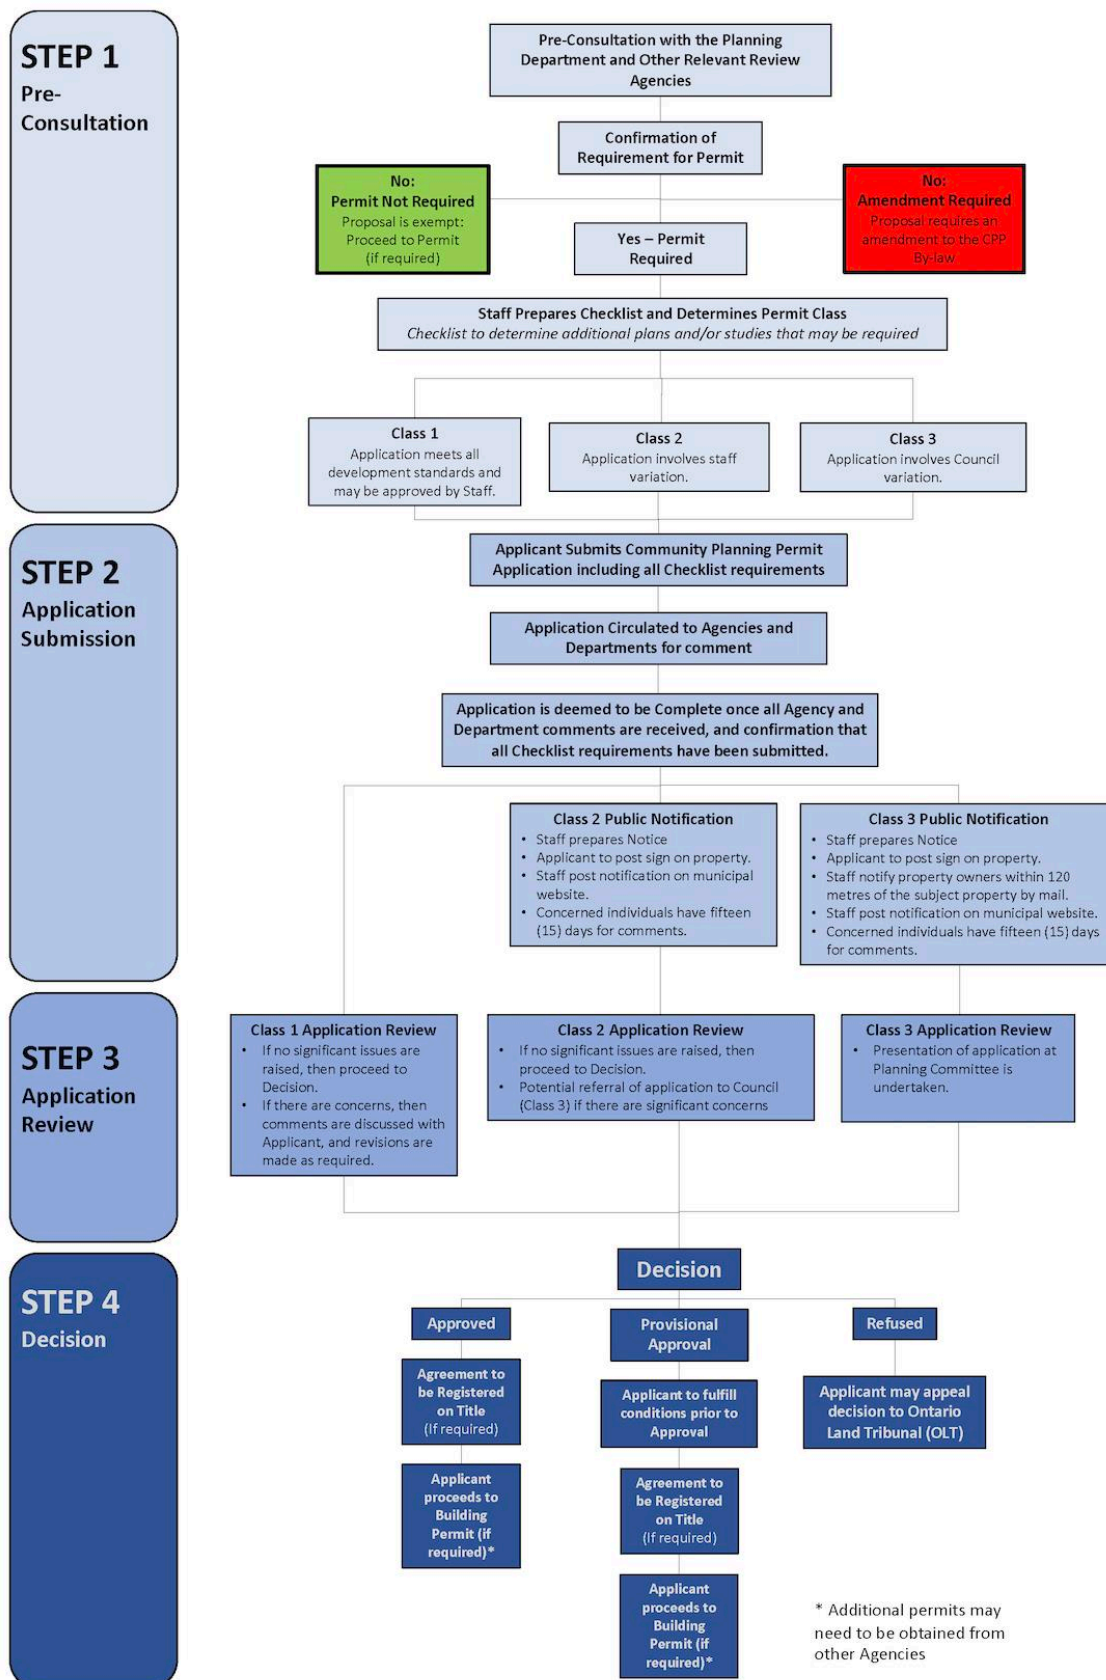 STEP 1
Pre-
Consultation
Pre-Consultation with the Planning
Department and Other Relevant Review
Agencies
Confirmation of
Requirement for Permit
No:
Permit Not Required
Proposal is exempt:
Proceed to Permit
(if required)
Yes – Permit
Required
No:
Amendment Required
Proposal requires an
amendment to the CPP
By-law
Staff Prepares Checklist and Determines Permit Class
Checklist to determine additional plans and/or studies that may be required
Class 1
Application meets all
development standards and
may be approved by Staff.
Class 2
Application involves staff
variation.
Class 3
Application involves Council
variation.
STEP 2
Application
Submission
Applicant Submits Community Planning Permit
Application including all Checklist requirements
Application Circulated to Agencies and
Departments for comment
Application is deemed to be Complete once all Agency and
Department comments are received, and confirmation that
all Checklist requirements have been submitted.
Class 2 Public Notification
• Staff prepares Notice
• Applicant to post sign on property.
• Staff post notification on municipal
website.
• Concerned individuals have fifteen
(15) days for comments.
Class 3 Public Notification
• Staff prepares Notice
• Applicant to post sign on property.
• Staff notify property owners within 120
metres of the subject property by mail.
• Staff post notification on municipal website.
• Concerned individuals have fifteen (15) days
for comments.
STEP 3
Application
Review
Class 1 Application Review
• If no significant issues are
raised, then proceed to
Decision.
• If there are concerns, then
comments are discussed with
Applicant, and revisions are
made as required.
Class 2 Application Review
• If no significant issues are raised, then
proceed to Decision.
• Potential referral of application to Council
(Class 3) if there are significant concerns
Class 3 Application Review
• Presentation of application at
Planning Committee is
undertaken.
STEP 4
Decision
Decision
Approved
Agreement to
be Registered
on Title
(If required)
Applicant
proceeds to
Building
Permit (if
required)*
Provisional
Approval
Applicant to fulfill
conditions prior to
Approval
Agreement to
be Registered
on Title
(If required)
Applicant
proceeds to
Building
Permit (if
required)*
Refused
Applicant may appeal
decision to Ontario
Land Tribunal (OLT)
* Additional permits may
need to be obtained from
other Agencies